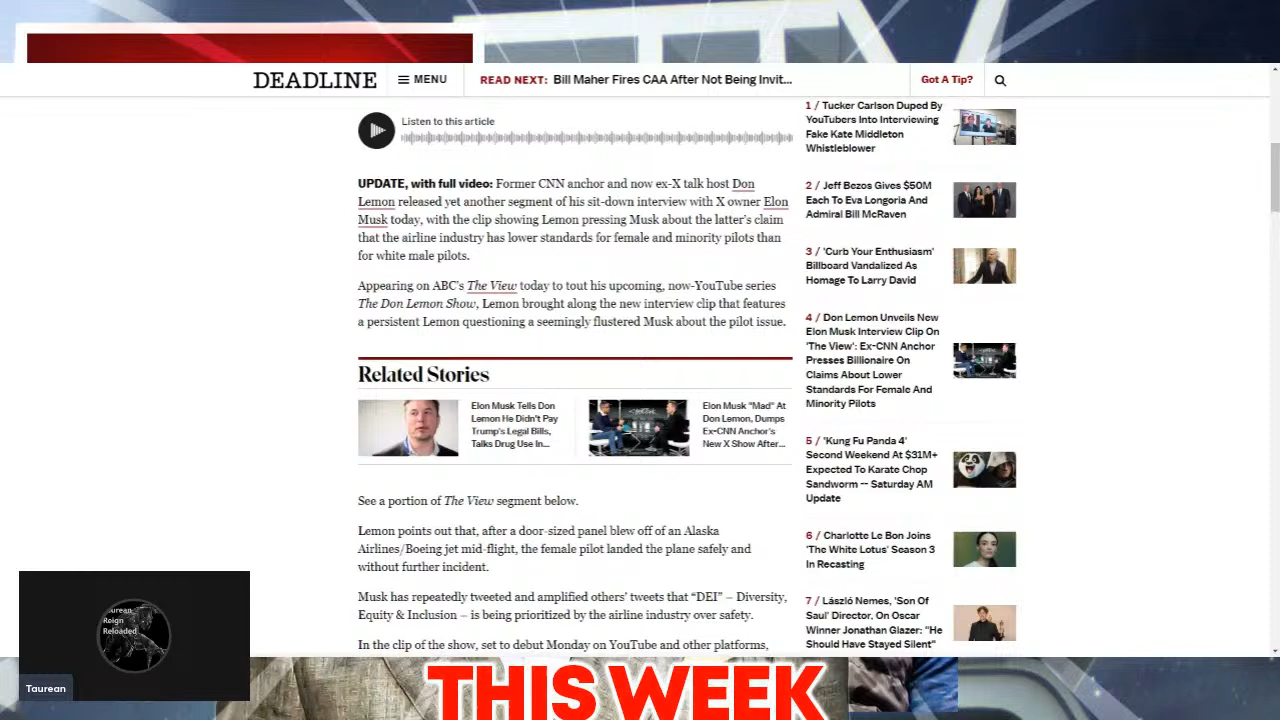 DEADLINE
MENU
READ NEXT: Bill Maher Fires CAA After Not Being Invit...
Got A Tip?
Listen to this article
UPDATE, with full video: Former CNN anchor and now ex-X talk host Don
Lemon released yet another segment of his sit-down interview with X owner Elon
Musk today, with the clip showing Lemon pressing Musk about the latter's claim
that the airline industry has lower standards for female and minority pilots than
for white male pilots.
Appearing on ABC's The View today to tout his upcoming, now-YouTube series
The Don Lemon Show, Lemon brought along the new interview clip that features
a persistent Lemon questioning a seemingly flustered Musk about the pilot issue.
Related Stories
Elon Musk Tells Don
Lemon He Didn't Pay
Trump's Legal Bills,
Talks Drug Use In...
Elon Musk "Mad" At
Don Lemon, Dumps
Ex-CNN Anchor's
New X Show After...
See a portion of The View segment below.
Lemon points out that, after a door-sized panel blew off of an Alaska
Airlines/Boeing jet mid-flight, the female pilot landed the plane safely and
without further incident.
Musk has repeatedly tweeted and amplified others' tweets that "DEI" – Diversity,
Equity & Inclusion – is being prioritized by the airline industry over safety.
In the clip of the show, set to debut Monday on YouTube and other platforms,
1 / Tucker Carlson Duped By
YouTubers Into Interviewing
Fake Kate Middleton
Whistleblower
2 / Jeff Bezos Gives $50M
Each To Eva Longoria And
Admiral Bill McRaven
3 / 'Curb Your Enthusiasm'
Billboard Vandalized As
Homage To Larry David
4 / Don Lemon Unveils New
Elon Musk Interview Clip On
'The View': Ex-CNN Anchor
Presses Billionaire On
Claims About Lower
Standards For Female And
Minority Pilots
5 / 'Kung Fu Panda 4'
Second Weekend At $31M+
Expected To Karate Chop
Sandworm -- Saturday AM
Update
6 / Charlotte Le Bon Joins
'The White Lotus' Season 3
In Recasting
7 / László Nemes, 'Son Of
Saul' Director, On Oscar
Winner Jonathan Glazer: "He
Should Have Stayed Silent"
Taurean
Reign
Reloaded
Taurean
THIS WEEK